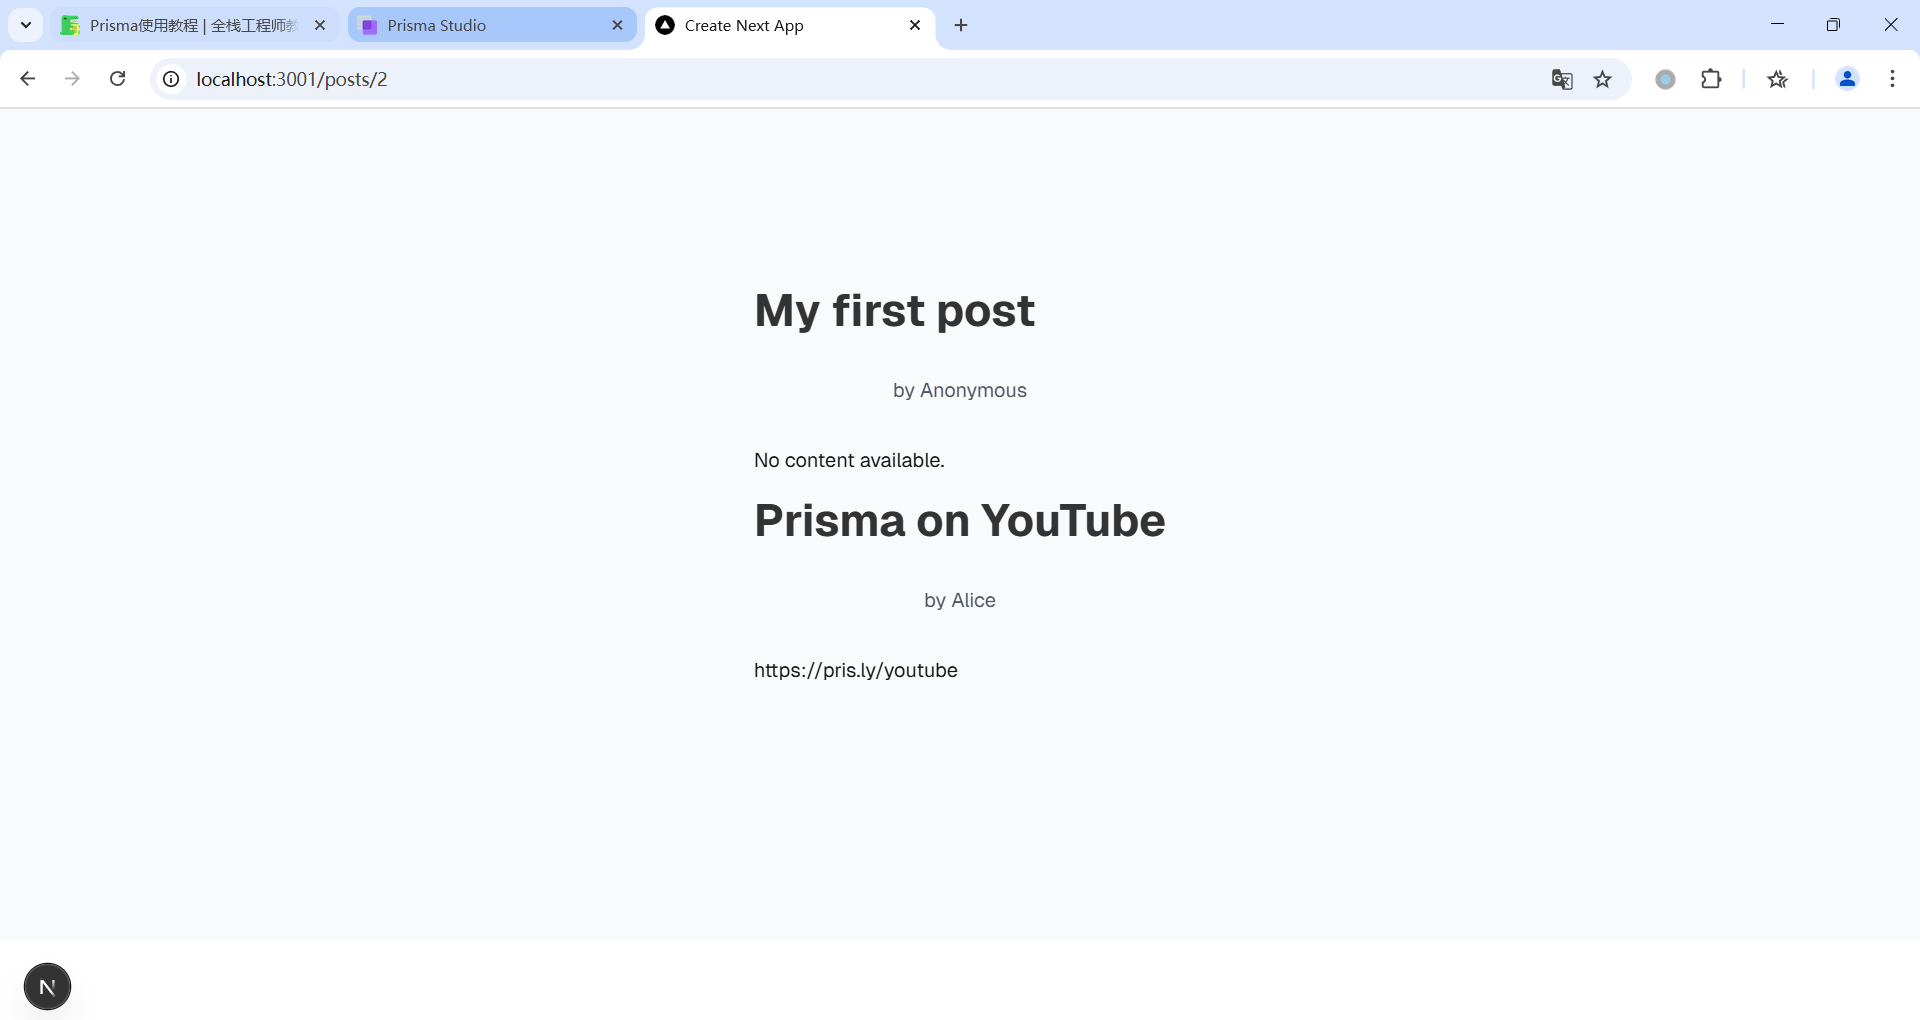 Prisma使用教程 | 全栈工程师教
Prisma Studio
Create Next App
localhost:3001/posts/2
My first post
by Anonymous
No content available.
Prisma on YouTube
by Alice
https://pris.ly/youtube
N